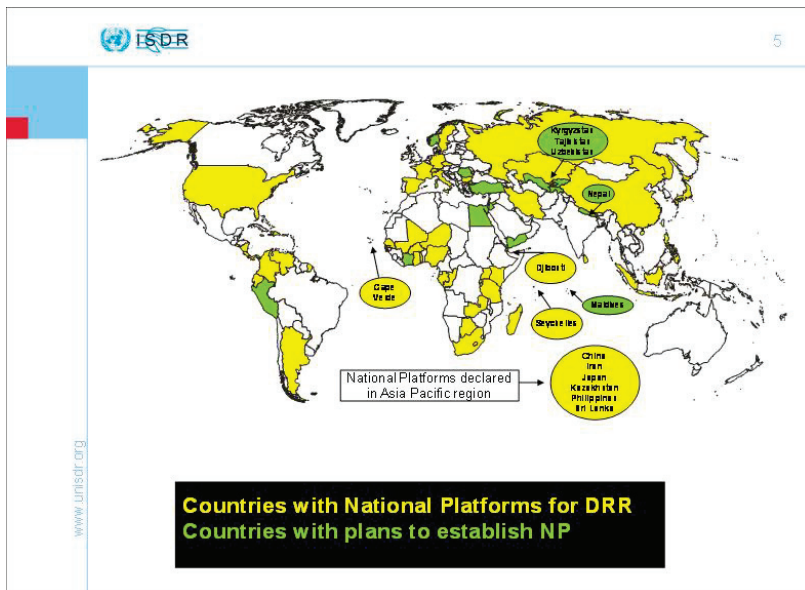 ISDR
5
Kyrgyzstan
Tajikistan
Uzbekistan
Nepal
Cape
Verde
Djibouti
Maldives
Seychelles
National Platforms declared
in Asia Pacific region
China
Iran
Japan
Kazakhstan
Philippines
Sri Lanka
www.unisdr.org
Countries with National Platforms for DRR
Countries with plans to establish NP